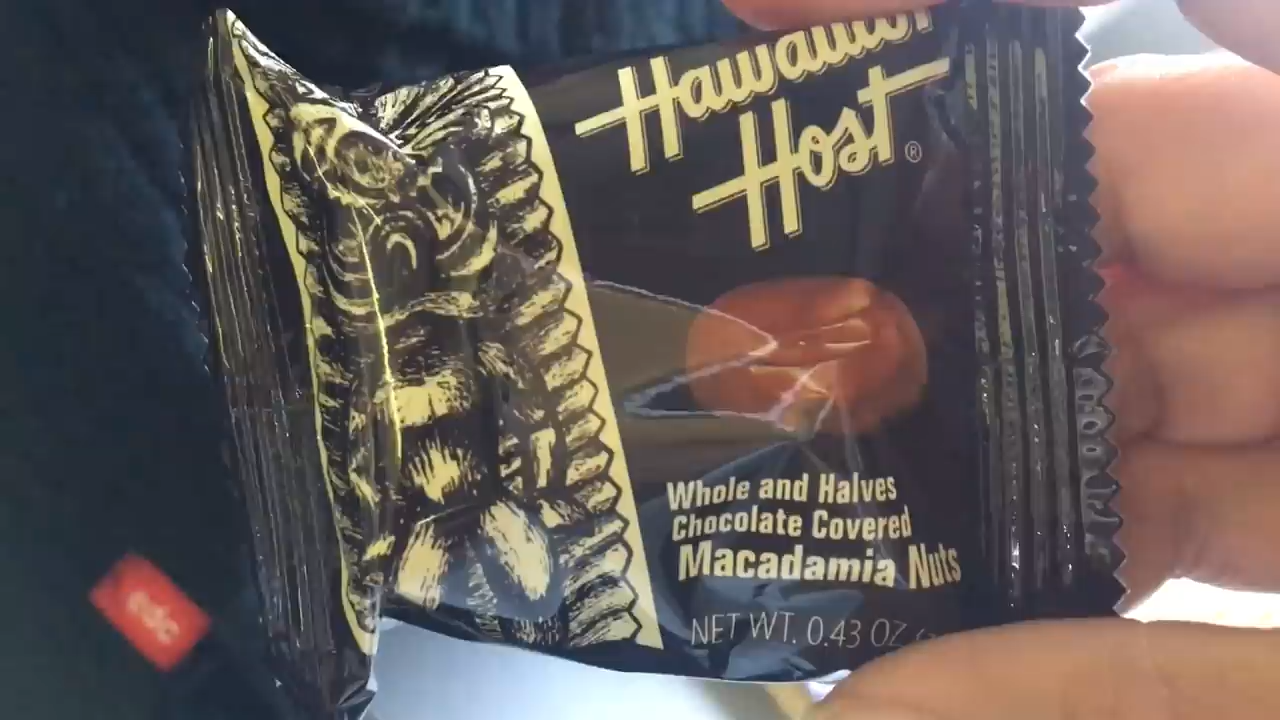 Hawaiian
Host®
Whole and Halves
Chocolate Covered
Macadamia Nuts
NET WT. 0.43 OZ